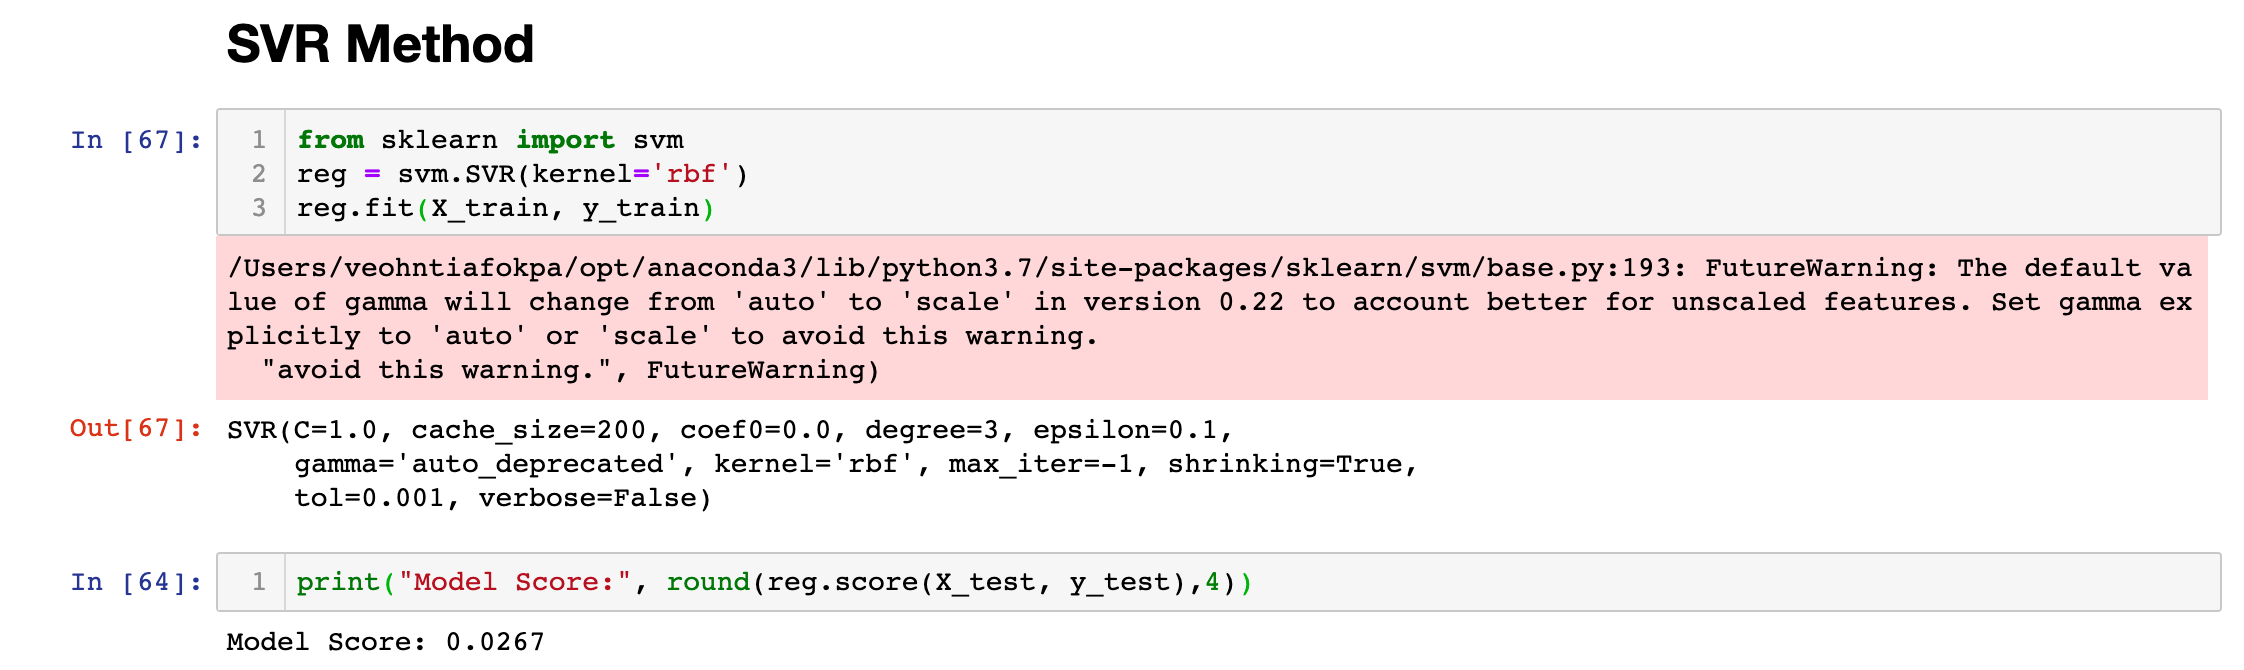 SVR Method
In [67]:
1 from sklearn import svm
2 reg = svm.SVR(kernel='rbf')
3 reg.fit(X_train, y_train)
/Users/veohntiafokpa/opt/anaconda3/lib/python3.7/site-packages/sklearn/svm/base.py:193: FutureWarning: The default va
lue of gamma will change from 'auto' to 'scale' in version 0.22 to account better for unscaled features. Set gamma ex
plicitly to 'auto' or 'scale' to avoid this warning.
"avoid this warning.", FutureWarning)
Out[67]: SVR(C=1.0, cache_size=200, coef0=0.0, degree=3, epsilon=0.1,
gamma='auto_deprecated', kernel='rbf', max_iter=-1, shrinking=True,
tol=0.001, verbose=False)
In [64]:
1 print("Model Score:", round(reg.score(X_test, y_test),4))
Model Score: 0.0267